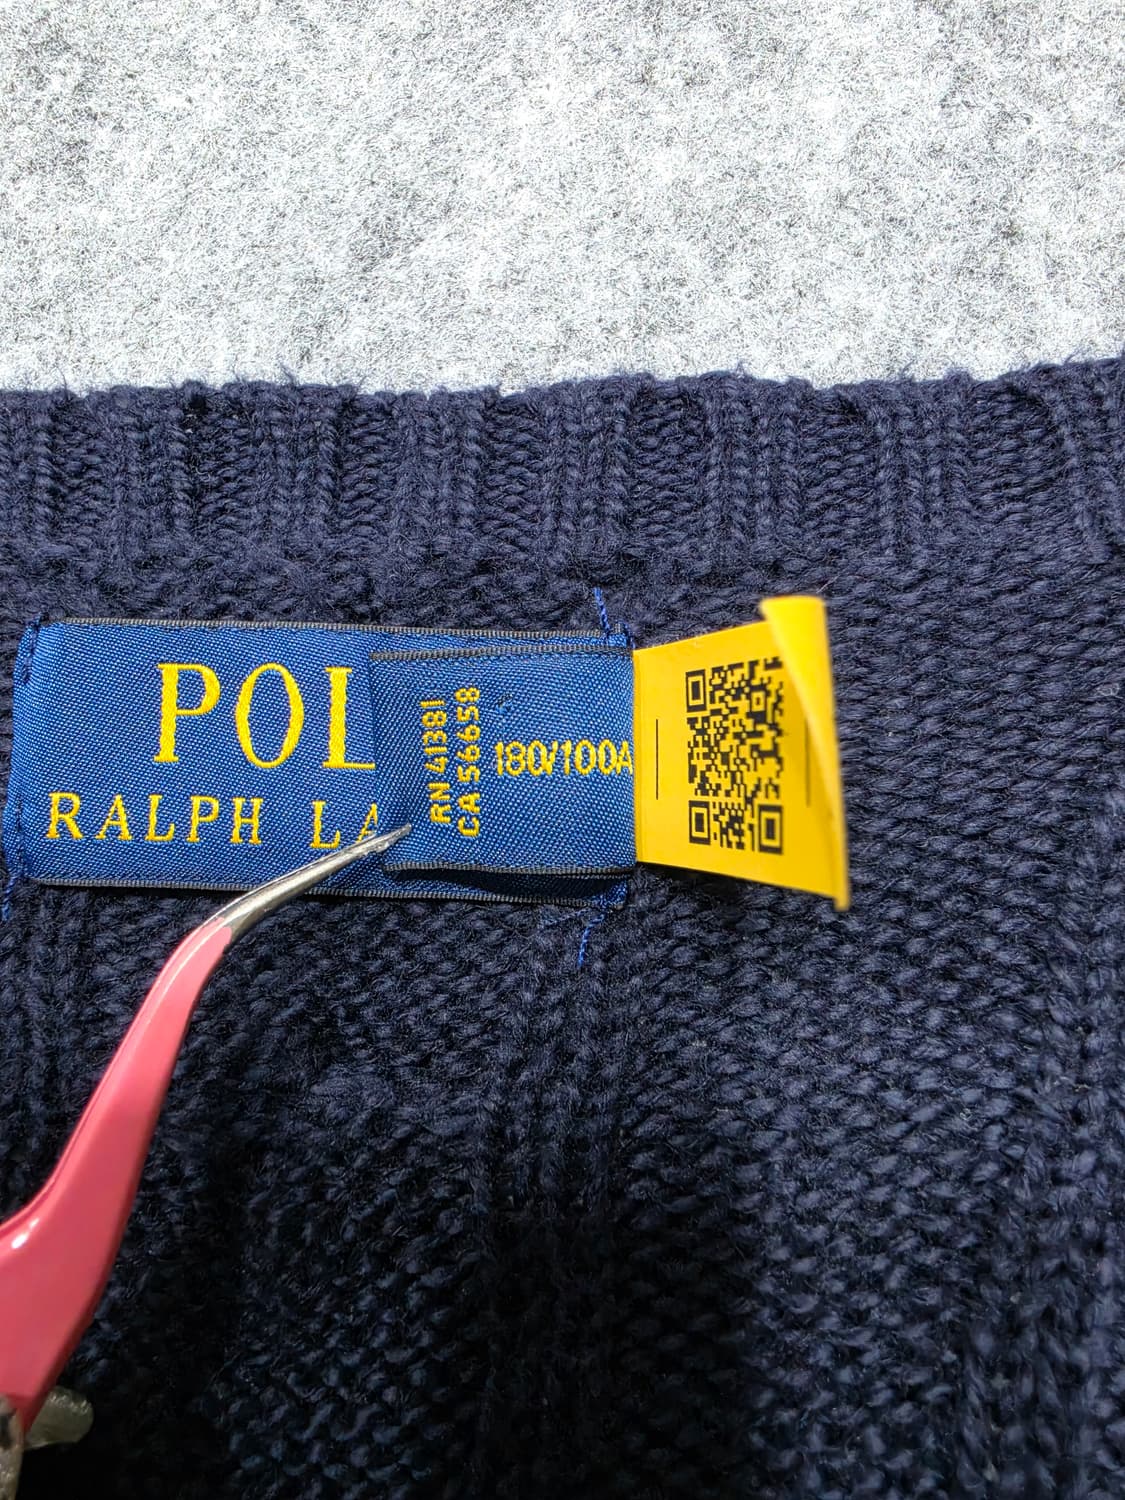 POL
RALPH LA
RN 41381
CA 56658
180/100A